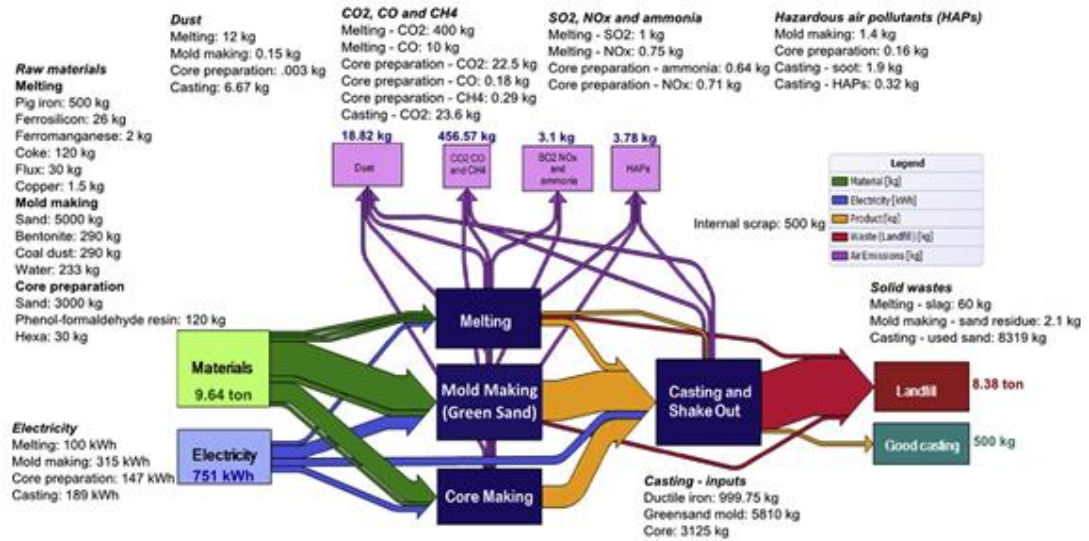 Dust
Melting: 12 kg
Mold making: 0.15 kg
Core preparation: .003 kg
Casting: 6.67 kg
CO2, CO and CH4
Melting - CO2: 400 kg
Melting - CO: 10 kg
Core preparation - CO2: 22.5 kg
Core preparation - CO: 0.18 kg
Core preparation - CH4: 0.29 kg
Casting - CO2: 23.6 kg
SO2, NOx and ammonia
Melting - SO2: 1 kg
Melting - NOx: 0.75 kg
Core preparation - ammonia: 0.64 kg
Core preparation - NOx: 0.71 kg
Hazardous air pollutants (HAPs)
Mold making: 1.4 kg
Core preparation: 0.16 kg
Casting - soot: 1.9 kg
Casting - HAPs: 0.32 kg
Raw materials
Melting
Pig iron: 500 kg
Ferrosilicon: 26 kg
Ferromanganese: 2 kg
Coke: 120 kg
Flux: 30 kg
Copper: 1.5 kg
Mold making
Sand: 5000 kg
Bentonite: 290 kg
Coal dust: 290 kg
Water: 233 kg
Core preparation
Sand: 3000 kg
Phenol-formaldehyde resin: 120 kg
Hexa: 30 kg
18.82 kg
456.57 kg
3.1 kg
3.78 kg
Dust
CO2 CO
and CH4
SO2 NOx
and
ammonia
HAPs
Legend
Material [kg]
Electricity [kWh]
Product [kg]
Waste (Landfill) [kg]
Air Emissions [kg]
Internal scrap: 500 kg
Solid wastes
Melting - slag: 60 kg
Mold making - sand residue: 2.1 kg
Casting - used sand: 8319 kg
Melting
Materials
9.64 ton
Mold Making
(Green Sand)
Casting and
Shake Out
Landfill
8.38 ton
Electricity
Melting: 100 kWh
Mold making: 315 kWh
Core preparation: 147 kWh
Casting: 189 kWh
Electricity
751 kWh
Good casting
500 kg
Core Making
Casting - inputs
Ductile iron: 999.75 kg
Greensand mold: 5810 kg
Core: 3125 kg